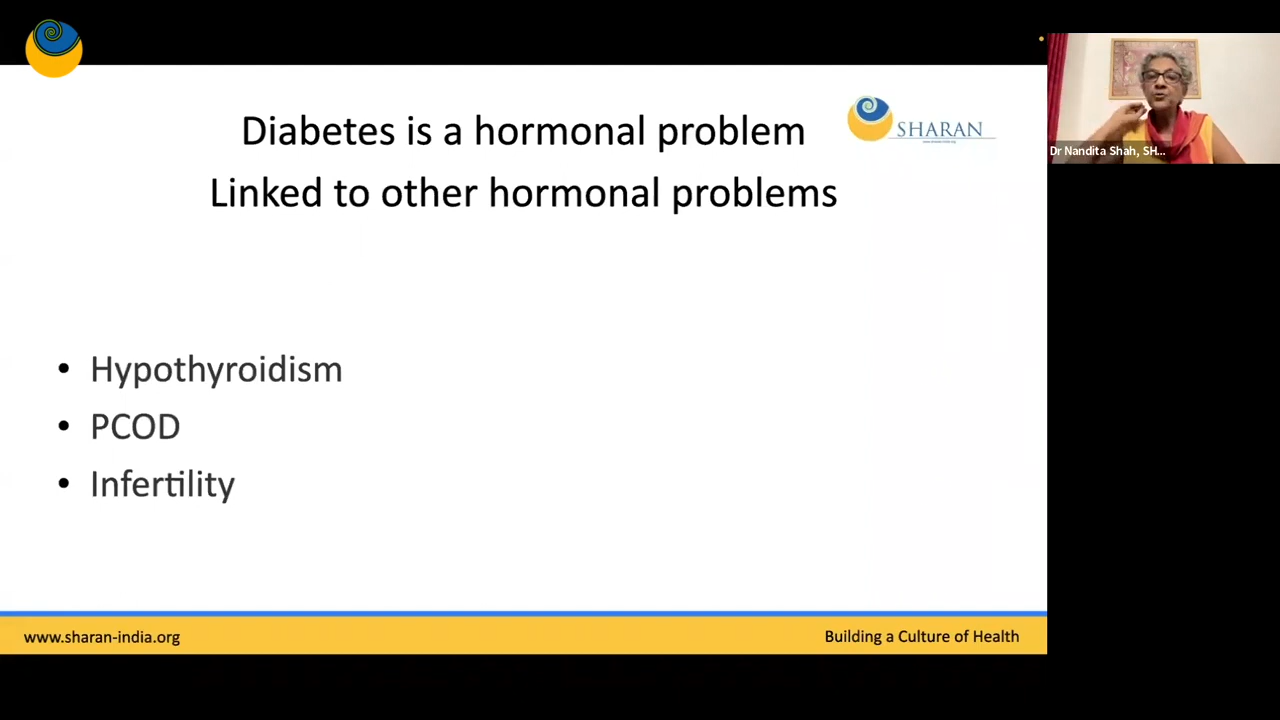 Diabetes is a hormonal problem
Linked to other hormonal problems
SHARAN
Dr Nandita Shah, SH...
• Hypothyroidism
• PCOD
• Infertility
www.sharan-india.org
Building a Culture of Health